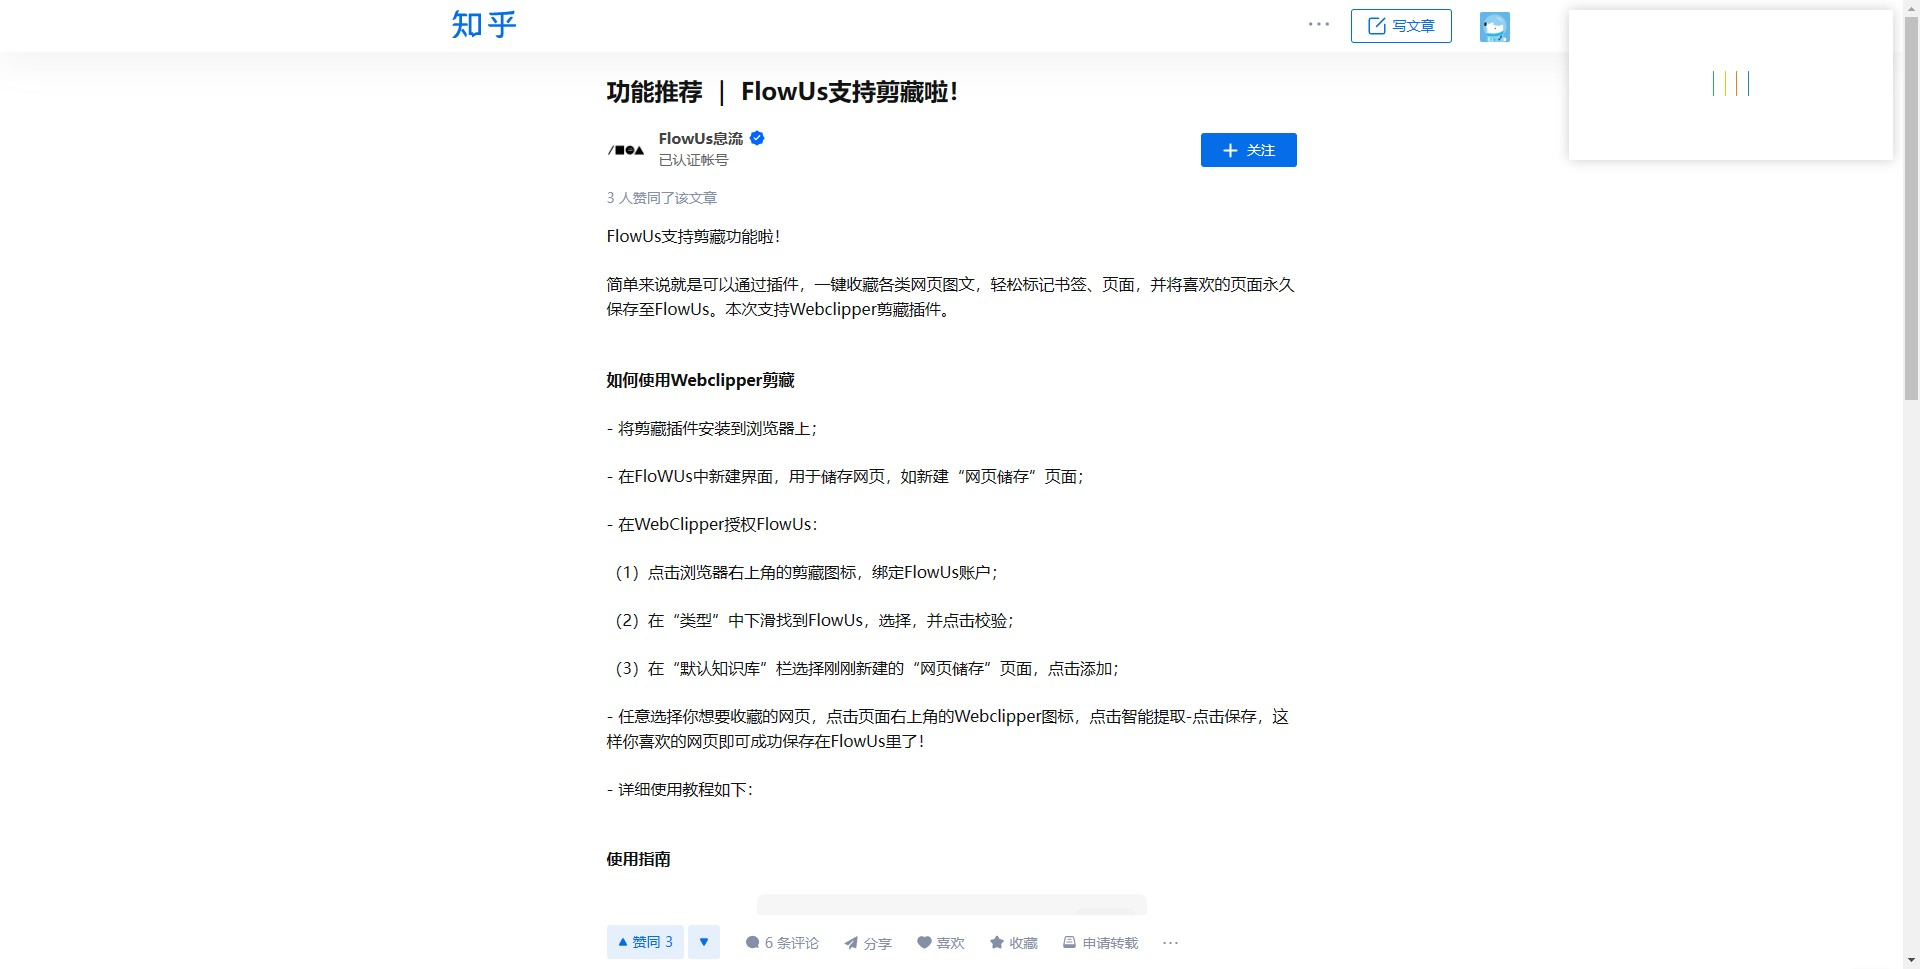 知乎
写文章
功能推荐 | FlowUs支持剪藏啦！
FlowUs息流
已认证帐号
关注
3 人赞同了该文章
FlowUs支持剪藏功能啦！
简单来说就是可以通过插件，一键收藏各类网页图文，轻松标记书签、页面，并将喜欢的页面永久
保存至FlowUs。本次支持Webclipper剪藏插件。
如何使用Webclipper剪藏
- 将剪藏插件安装到浏览器上；
- 在FloWUs中新建界面，用于储存网页，如新建“网页储存”页面；
- 在WebClipper授权FlowUs：
（1）点击浏览器右上角的剪藏图标，绑定FlowUs账户；
（2）在“类型”中下滑找到FlowUs，选择，并点击校验；
（3）在“默认知识库”栏选择刚刚新建的“网页储存”页面，点击添加；
- 任意选择你想要收藏的网页，点击页面右上角的Webclipper图标，点击智能提取-点击保存，这
样你喜欢的网页即可成功保存在FlowUs里了！
- 详细使用教程如下：
使用指南
赞同 3
6 条评论
分享
喜欢
收藏
申请转载